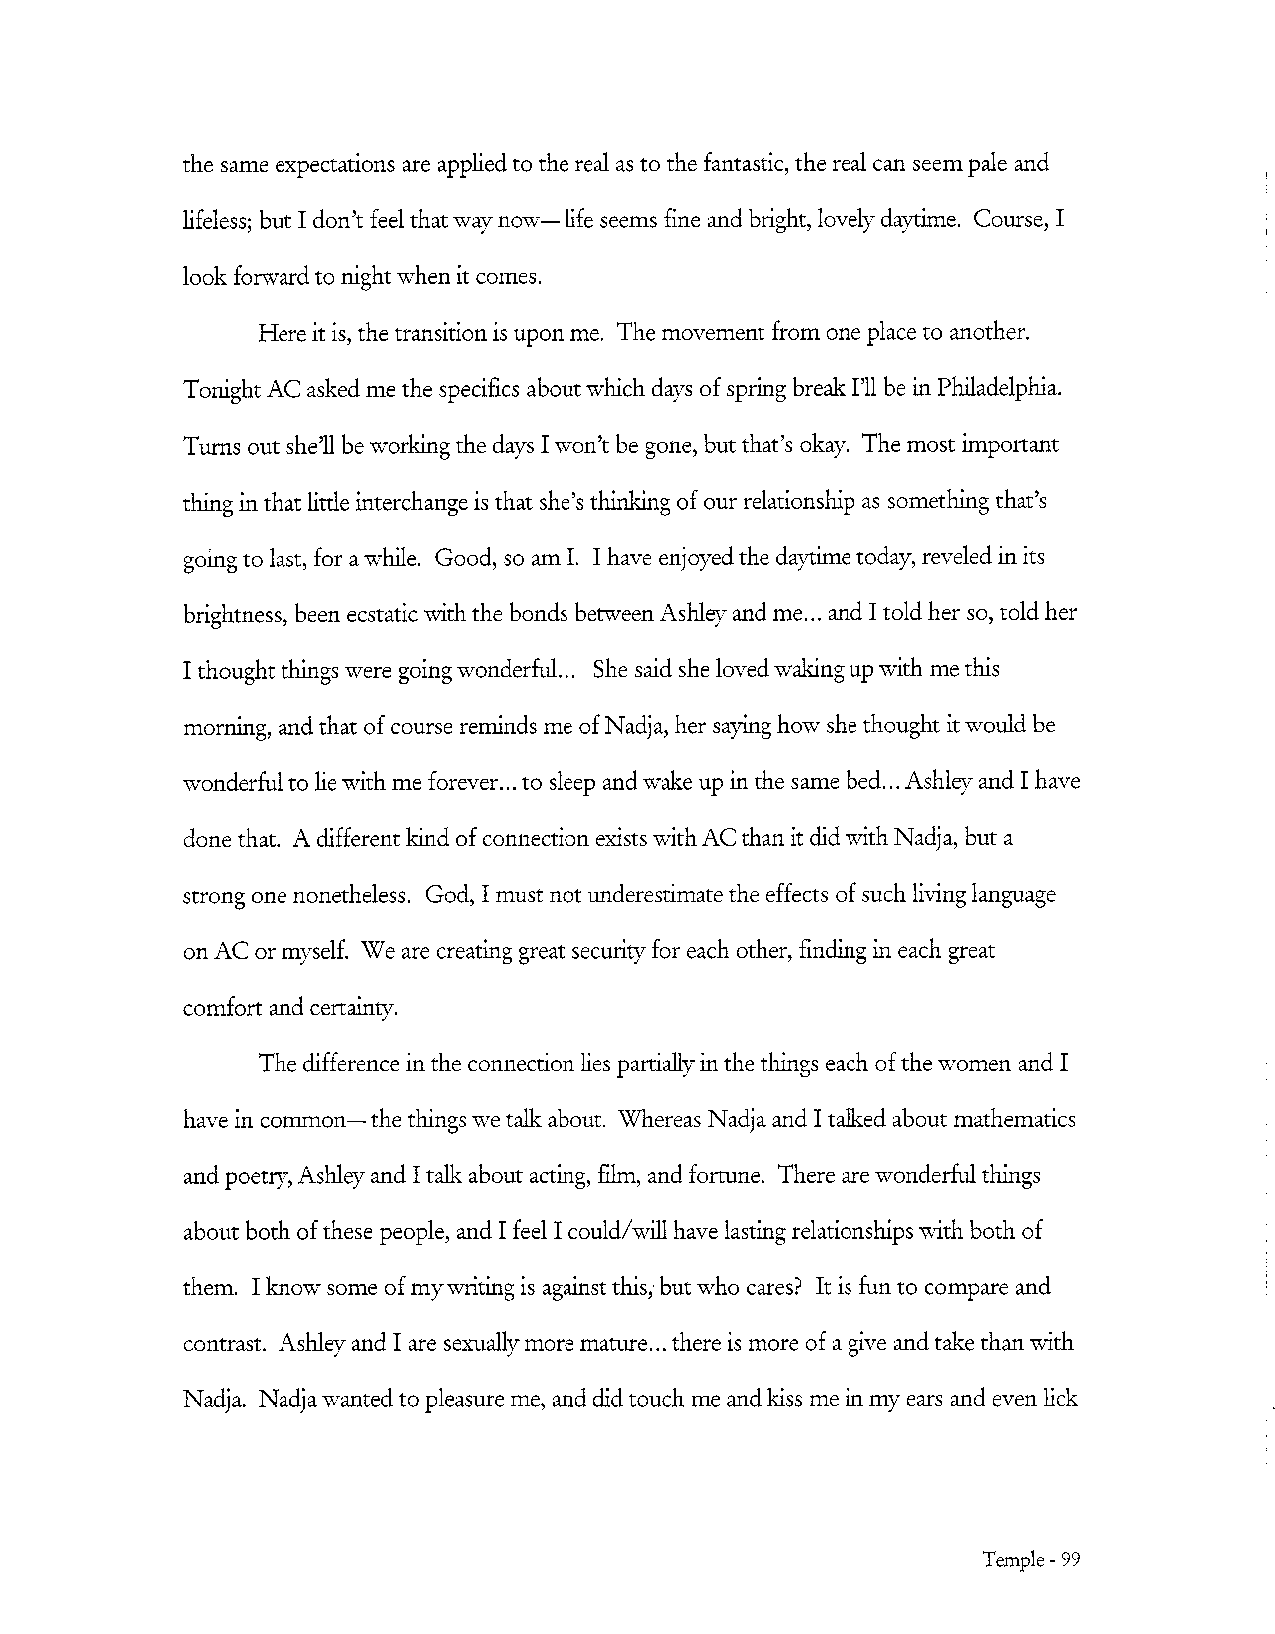 the same expectations are applied to the real as to the fantastic, the real can seem pale and
lifeless; but I don't feel that way now—life seems fine and bright, lovely daytime. Course, I
look forward to night when it comes.
Here it is, the transition is upon me. The movement from one place to another.
Tonight AC asked me the specifics about which days of spring break I'll be in Philadelphia.
Turns out she'll be working the days I won't be gone, but that's okay. The most important
thing in that little interchange is that she's thinking of our relationship as something that's
going to last, for a while. Good, so am I. I have enjoyed the daytime today, reveled in its
brightness, been ecstatic with the bonds between Ashley and me... and I told her so, told her
I thought things were going wonderful... She said she loved waking up with me this
morning, and that of course reminds me of Nadja, her saying how she thought it would be
wonderful to lie with me forever... to sleep and wake up in the same bed... Ashley and I have
done that. A different kind of connection exists with AC than it did with Nadja, but a
strong one nonetheless. God, I must not underestimate the effects of such living language
on AC or myself. We are creating great security for each other, finding in each great
comfort and certainty.
The difference in the connection lies partially in the things each of the women and I
have in common—the things we talk about. Whereas Nadja and I talked about mathematics
and poetry, Ashley and I talk about acting, film, and fortune. There are wonderful things
about both of these people, and I feel I could/will have lasting relationships with both of
them. I know some of my writing is against this, but who cares? It is fun to compare and
contrast. Ashley and I are sexually more mature... there is more of a give and take than with
Nadja. Nadja wanted to pleasure me, and did touch me and kiss me in my ears and even lick
Temple - 99